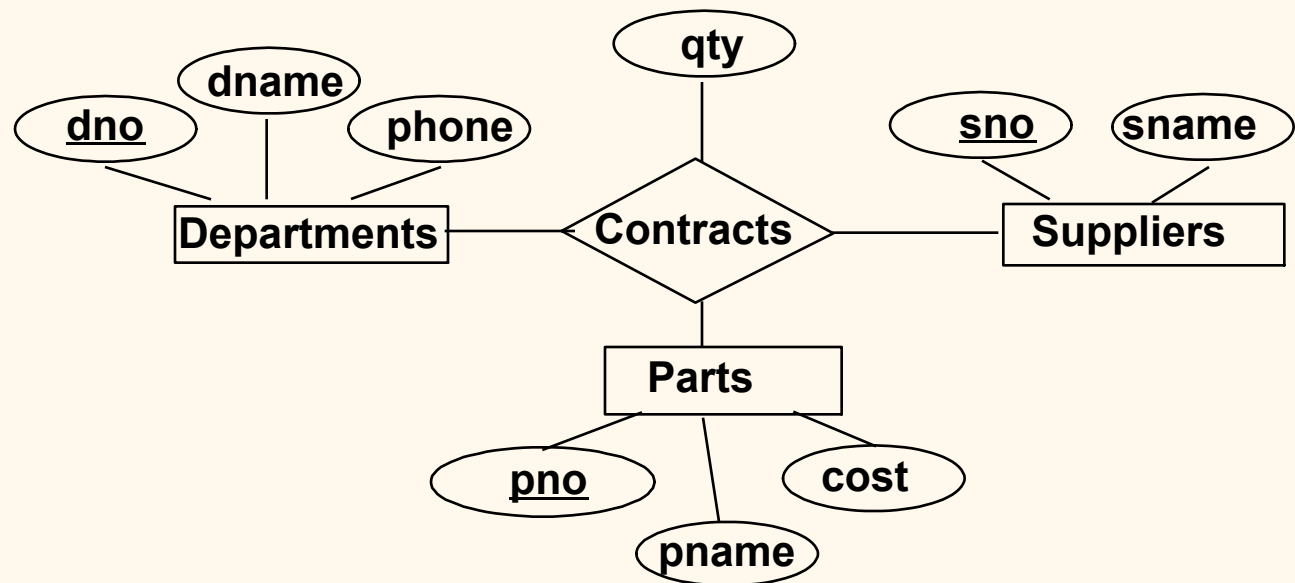 qty
dname
dno
phone
sno
sname
Departments
Contracts
Suppliers
Parts
pno
cost
pname